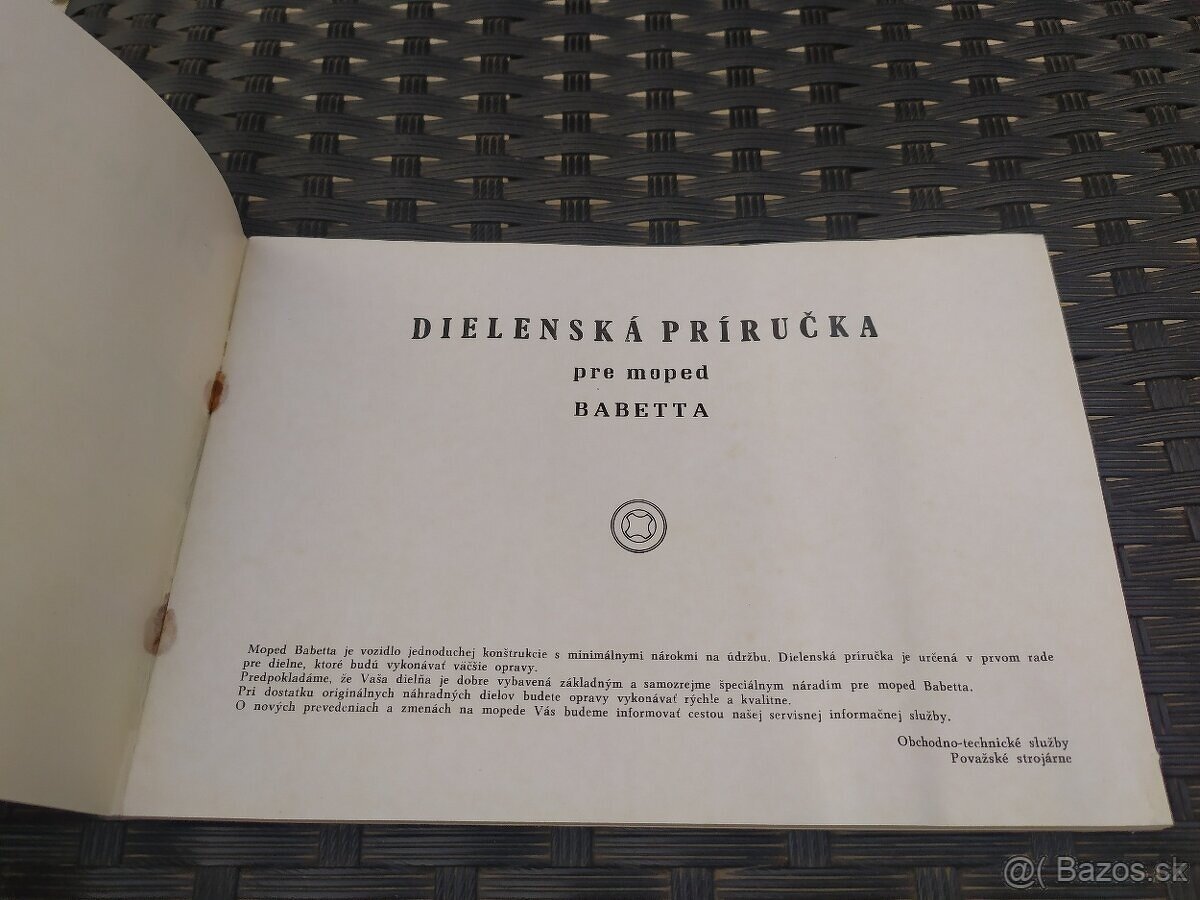 DIELENSKÁ PRÍRUČKA
pre moped
BABETTA
Moped Babetta je vozidlo jednoduchej konštrukcie s minimálnymi nárokmi na údržbu. Dielenská príručka je určená v prvom rade
pre dielne, ktoré budú vykonávať väčšie opravy.
Predpokladáme, že Vaša dielňa je dobre vybavená základným a samozrejme špeciálnym náradím pre moped Babetta.
Pri dostatku originálnych náhradných dielov budete opravy vykonávať rýchle a kvalitne.
O nových prevedeniach a zmenách na mopede Vás budeme informovať cestou našej servisnej informačnej služby.
Obchodno-technické služby
Považské strojárne
@( Bazos.sk